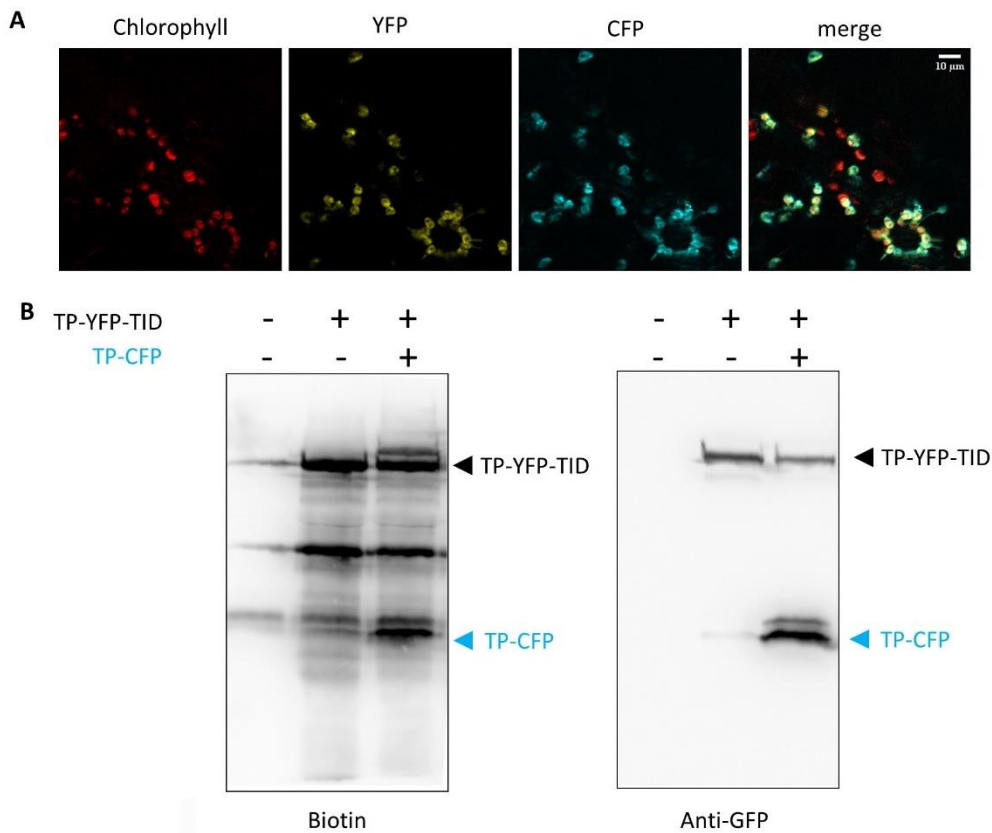 A
Chlorophyll YFP CFP merge
10 μm
B
TP-YFP-TID - + + - + +
TP-CFP - - + - - +
TP-YFP-TID TP-YFP-TID
TP-CFP TP-CFP
Biotin Anti-GFP